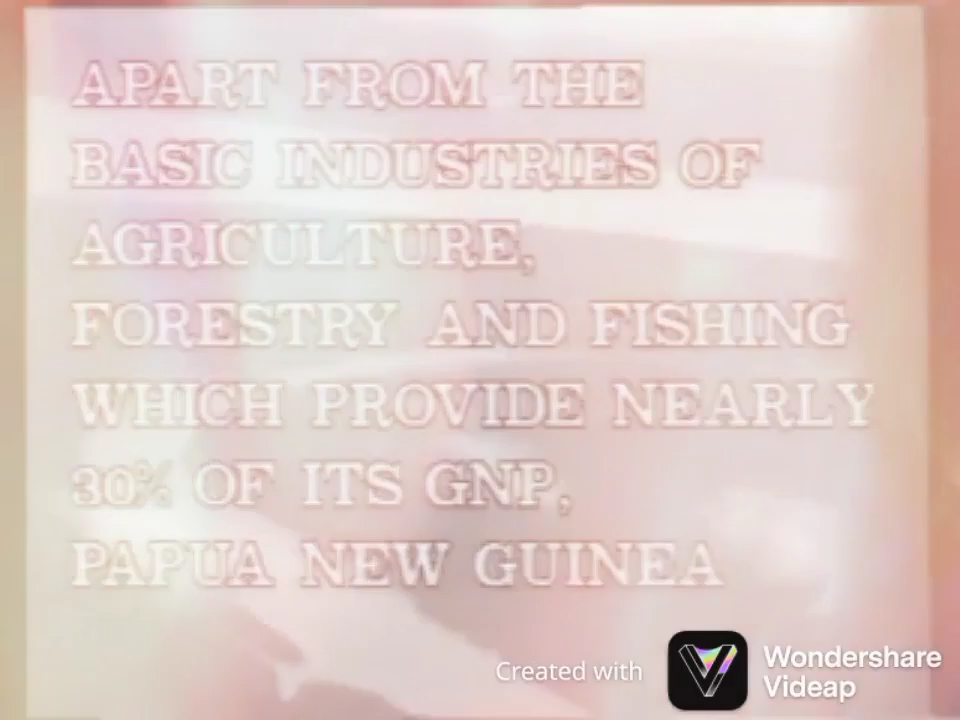 APART FROM THE
BASIC INDUSTRIES OF
AGRICULTURE,
FORESTRY AND FISHING
WHICH PROVIDE NEARLY
30% OF ITS GNP,
PAPUA NEW GUINEA
Created with
Wondershare
Videap